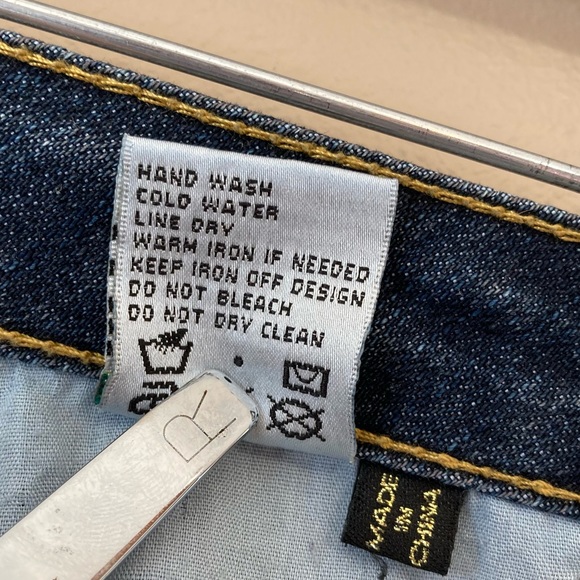 HAND WASH
COLD WATER
LINE DRY
WARM IRON IF NEEDED
KEEP IRON OFF DESIGN
DO NOT BLEACH
DO NOT DRY CLEAN
R
MADE
IN
CHINA